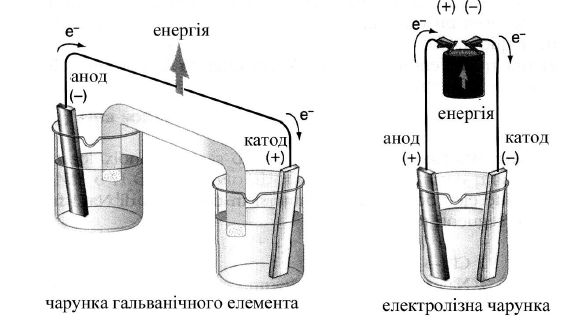 e⁻
енергія
анод
(−)
e⁻
катод
(+)
чарунка гальванічного елемента
(+) (−)
e⁻
e⁻
енергія
анод
(+)
катод
(−)
електролізна чарунка